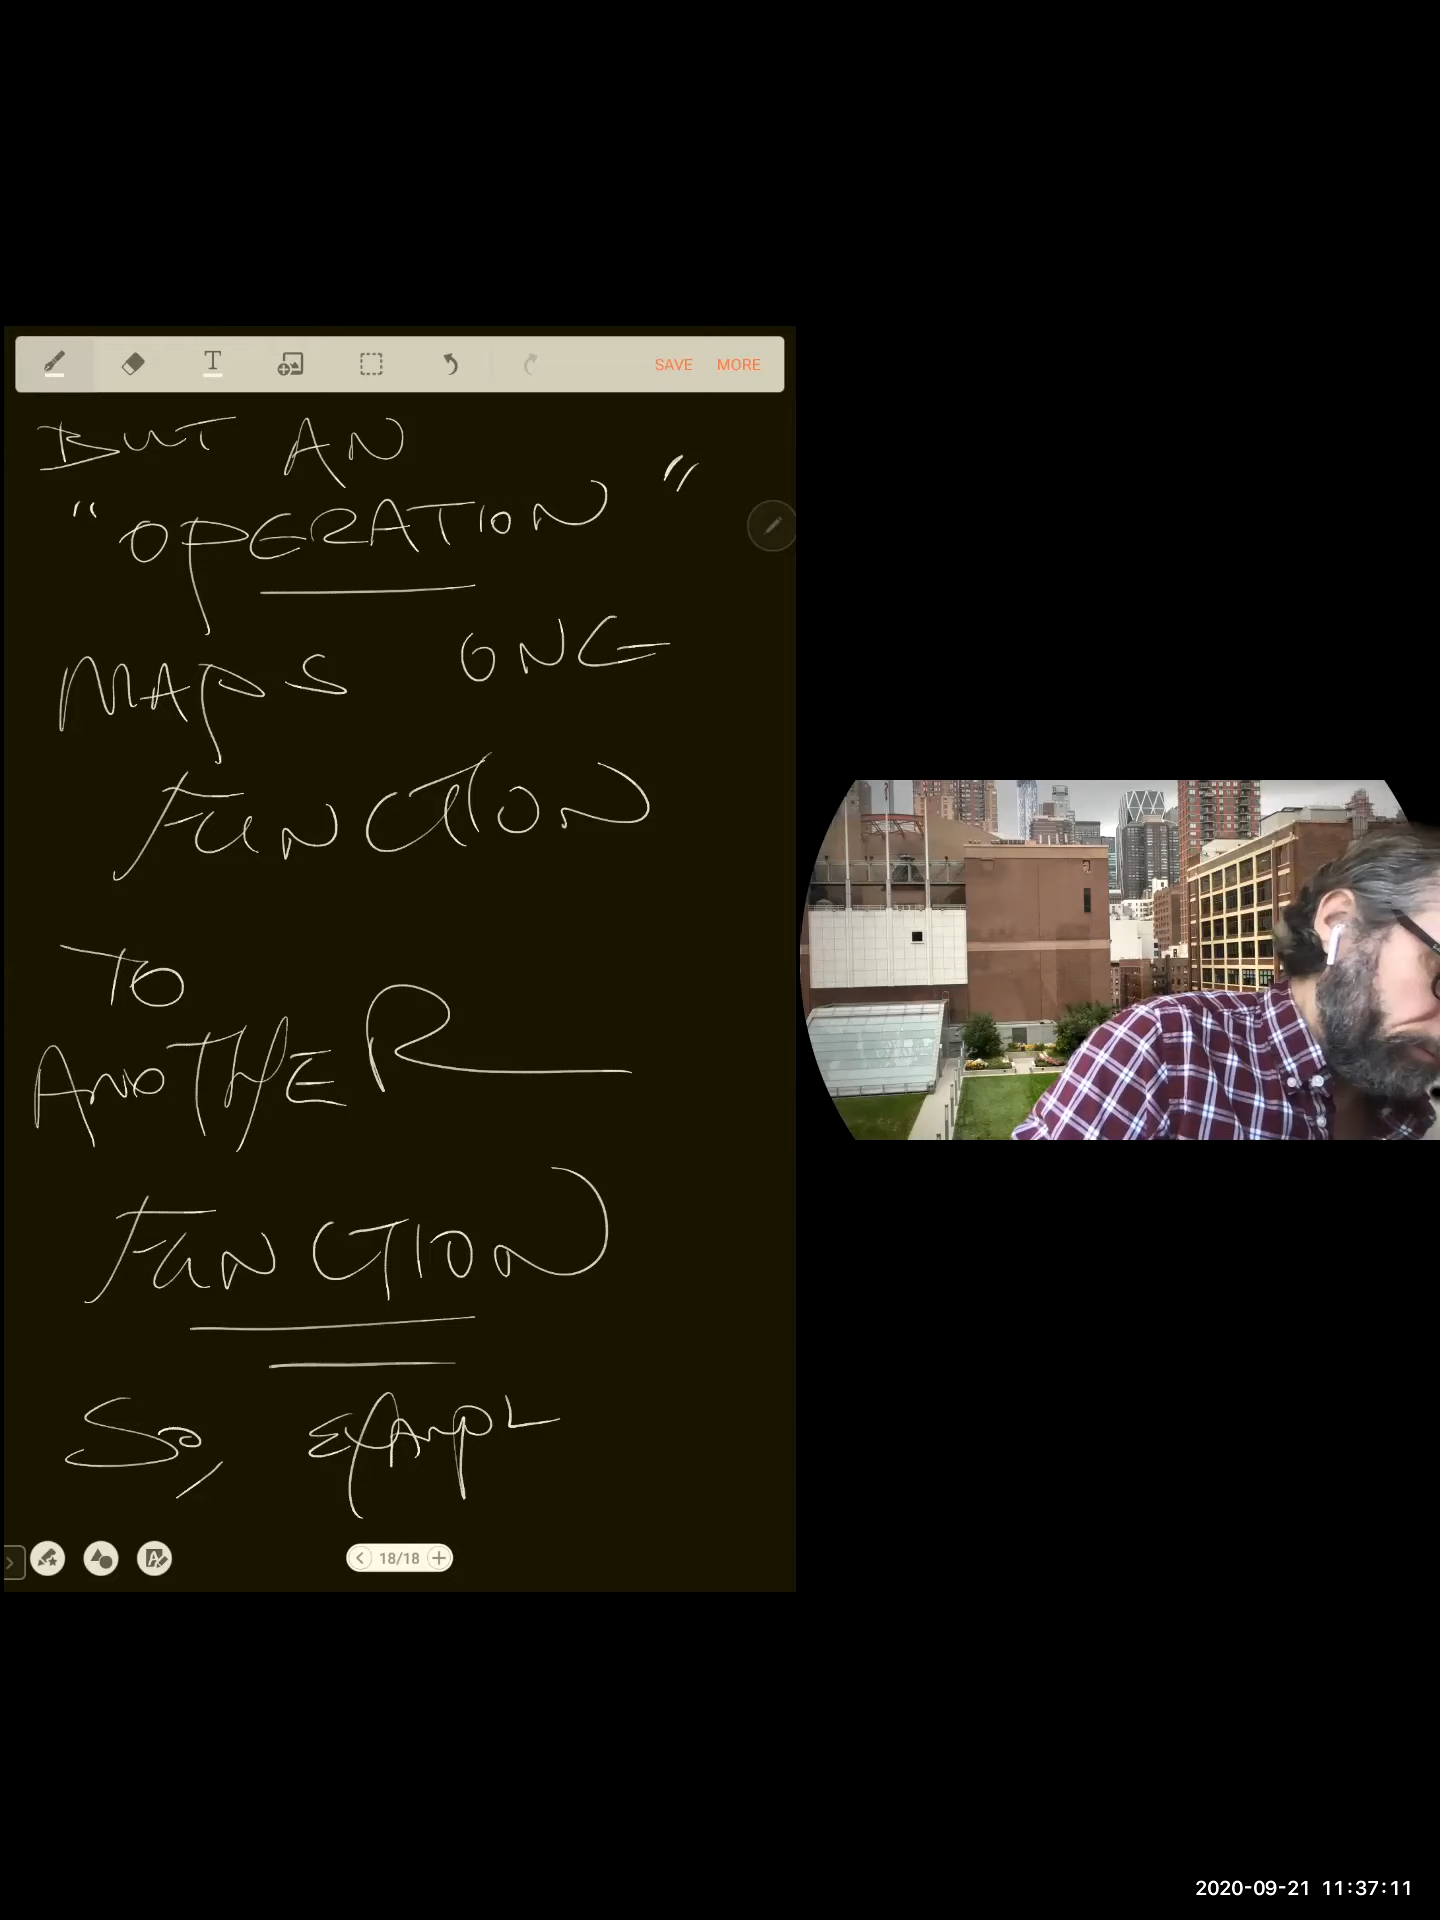 T
SAVE MORE
BUT AN
"OPERATION"
MAPS ONE
FUNCTION
TO
ANOTHER
FUNCTION
So, EXAMPL
A
18/18
2020-09-21 11:37:11